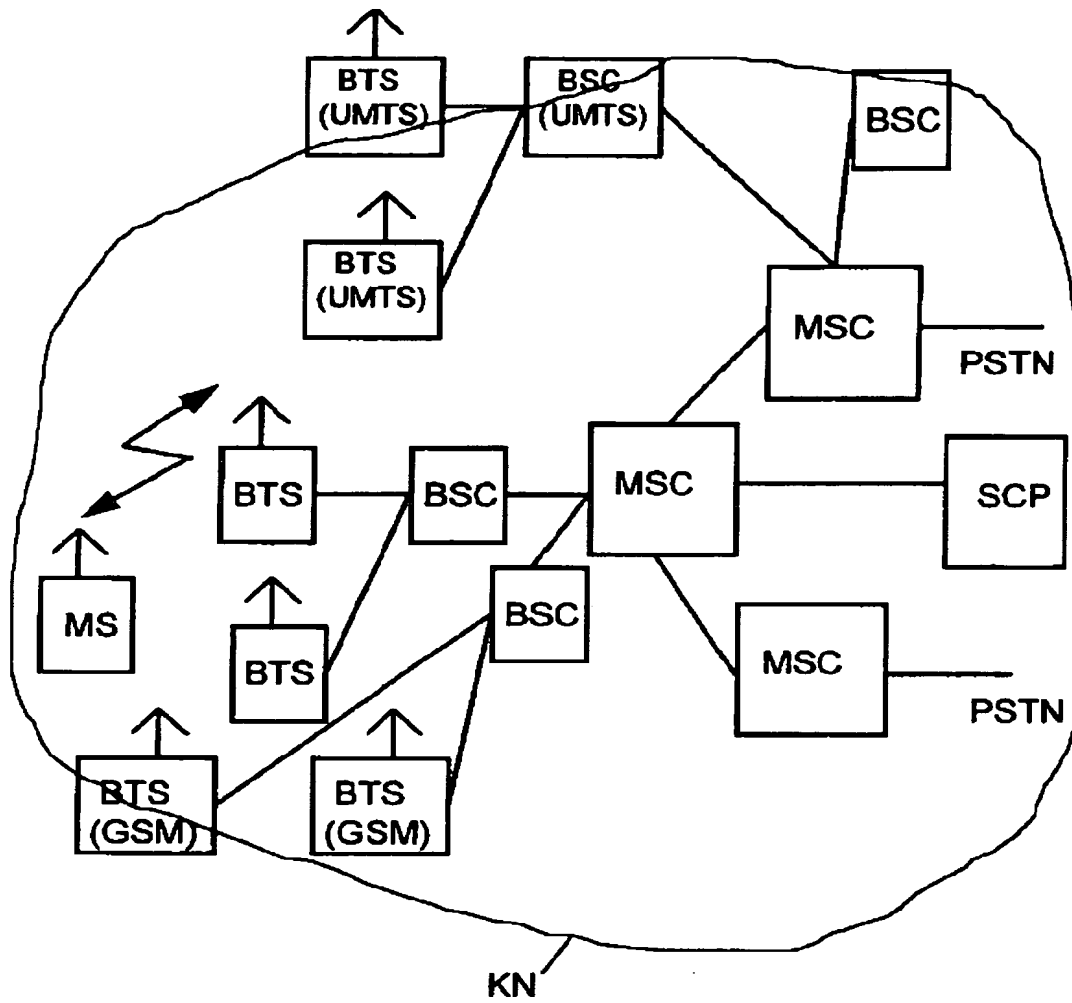 BTS
(UMTS)
BSC
(UMTS)
BSC
BTS
(UMTS)
MSC
PSTN
BTS
BSC
MSC
SCP
MS
BTS
BSC
MSC
PSTN
BTS
(GSM)
BTS
(GSM)
KN